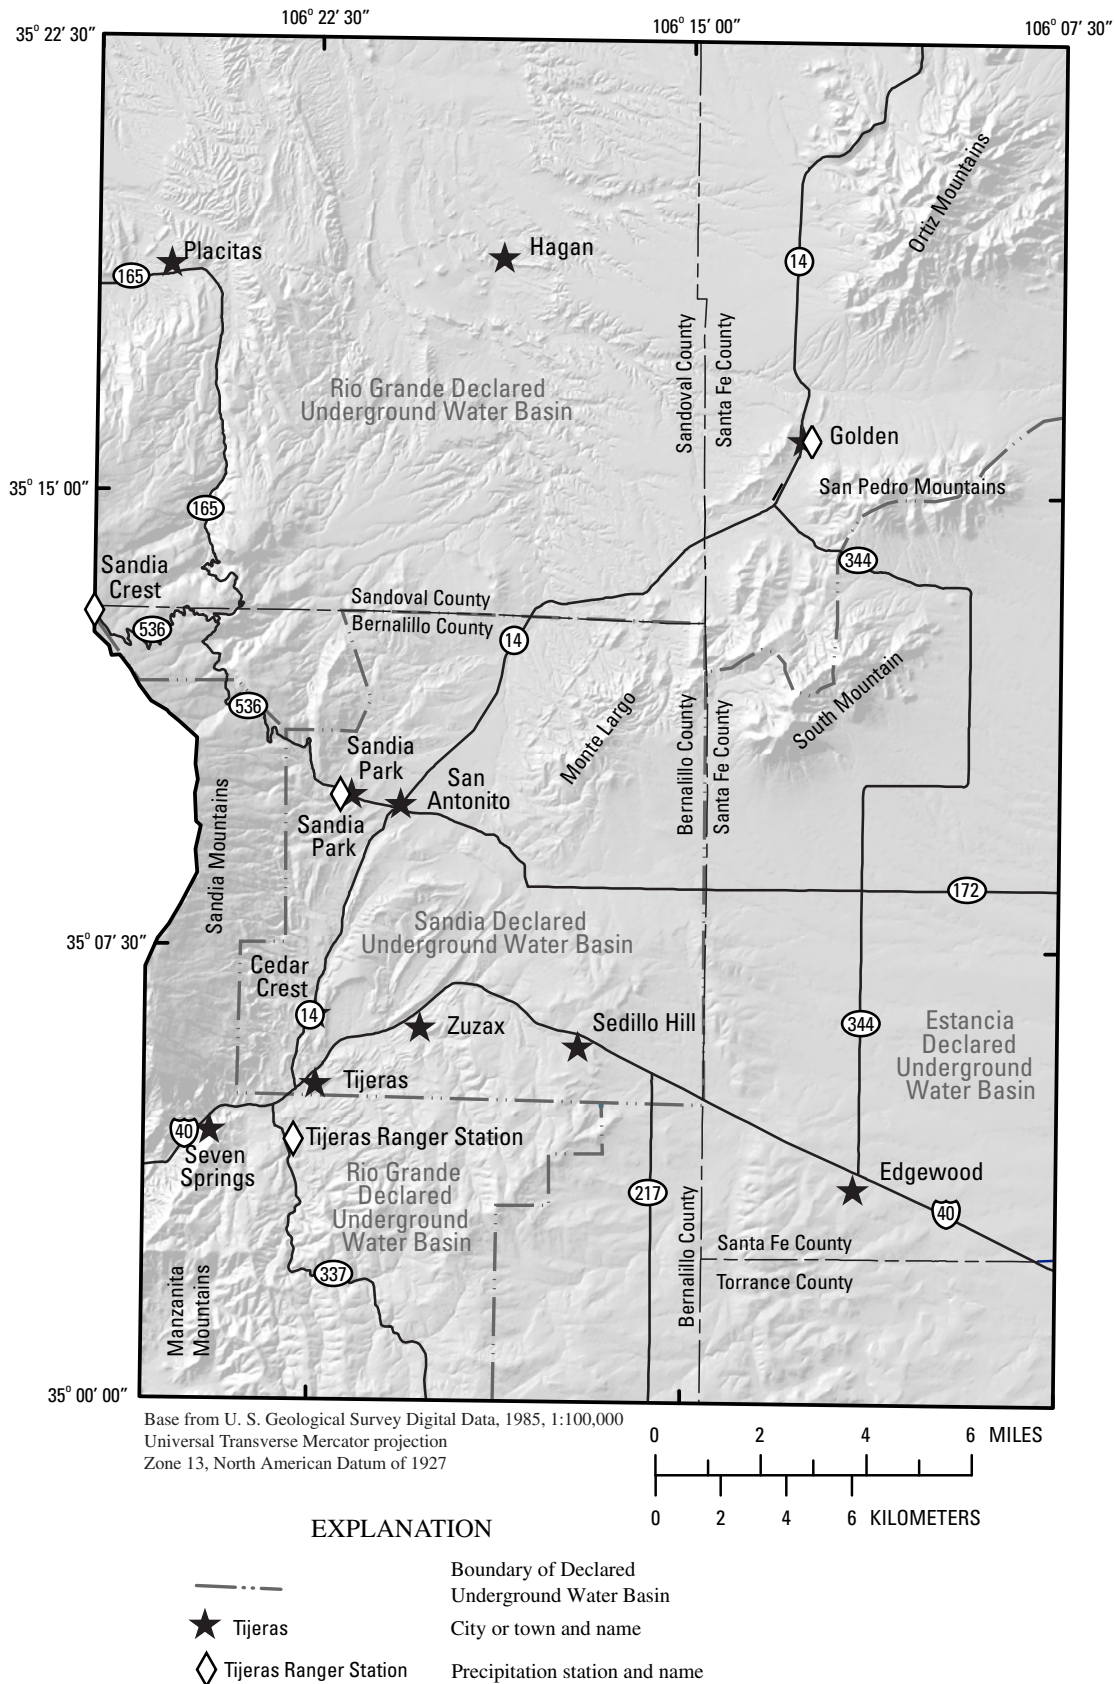 106° 22′ 30″
106° 15′ 00″
106° 07′ 30″
35° 22′ 30″
Ortiz Mountains
Placitas
Hagan
165
14
Sandoval County
Santa Fe County
Rio Grande Declared
Underground Water Basin
Golden
35° 15′ 00″
San Pedro Mountains
165
344
Sandia
Crest
Sandoval County
Bernalillo County
536
14
536
South Mountain
Monte Largo
Bernalillo County
Santa Fe County
Sandia
Park
San
Antonito
Sandia
Park
Sandia Mountains
172
35° 07′ 30″
Sandia Declared
Underground Water Basin
Cedar
Crest
14
Zuzax
Sedillo Hill
344
Estancia
Declared
Underground
Water Basin
Tijeras
40
Seven
Springs
Tijeras Ranger Station
Rio Grande
Declared
Underground
Water Basin
217
Edgewood
40
Bernalillo County
Santa Fe County
Torrance County
337
Manzanita
Mountains
35° 00′ 00″
Base from U. S. Geological Survey Digital Data, 1985, 1:100,000
Universal Transverse Mercator projection
Zone 13, North American Datum of 1927
0 2 4 6 MILES
0 2 4 6 KILOMETERS
EXPLANATION
Boundary of Declared
Underground Water Basin
Tijeras
City or town and name
Tijeras Ranger Station
Precipitation station and name